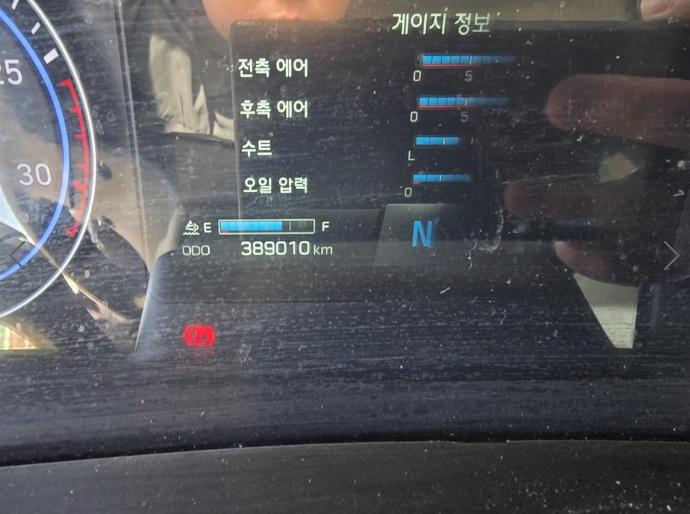 게이지 정보
25
전축 에어
0 5
후축 에어
0 5
30
수트
L
오일 압력
0
E F
N
ODO 389010 km
P